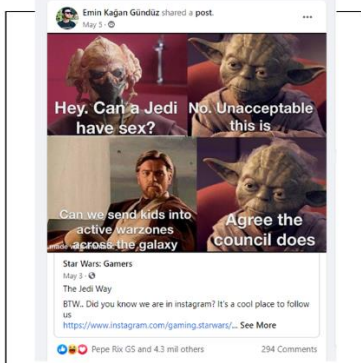 Emin Kağan Gündüz shared a post.
May 5
Hey. Can a Jedi
have sex?
No. Unacceptable
this is
Can we send kids into
active warzones
across the galaxy
Agree the
council does
Star Wars: Gamers
May 3
The Jedi Way
BTW.. Did you know we are in instagram? It's a cool place to follow
us
https://www.instagram.com/gaming.starwars/... See More
Pepe Rix GS and 4.3 mil others
294 Comments